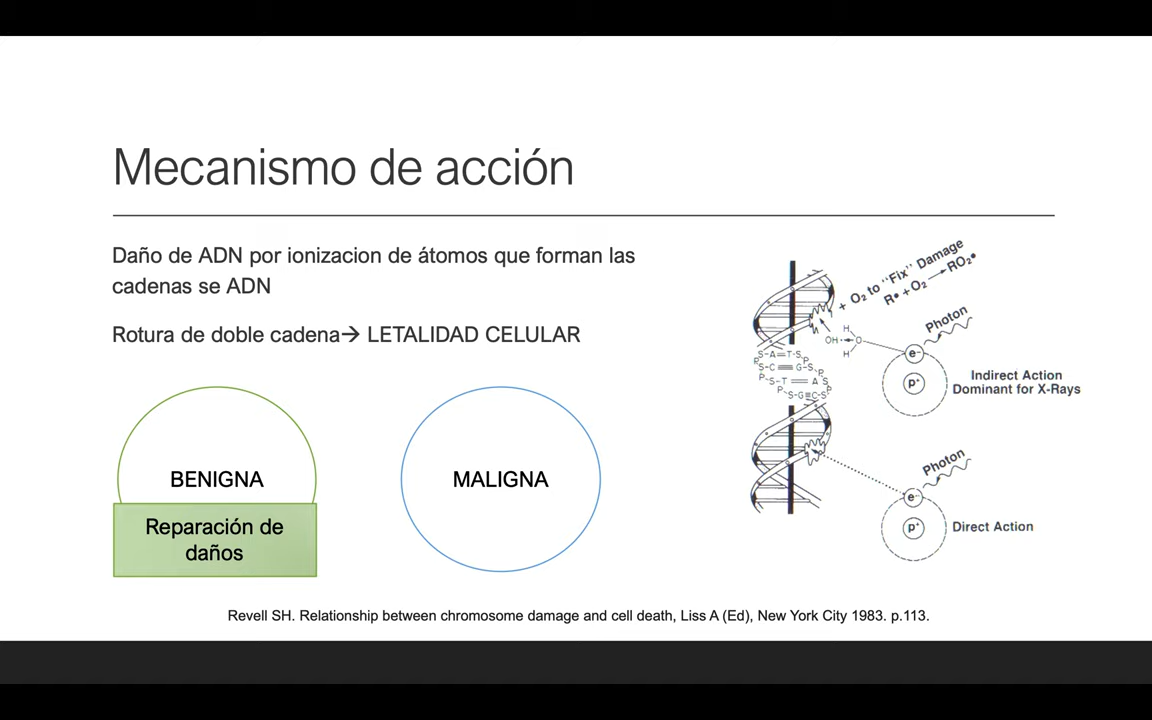 Mecanismo de acción
Daño de ADN por ionizacion de átomos que forman las
cadenas se ADN
Rotura de doble cadena→ LETALIDAD CELULAR
BENIGNA
Reparación de
daños
MALIGNA
+ O₂ to "Fix" Damage
R• + O₂ → RO₂•
Photon
H
OH• O
H
e⁻
p⁺
Indirect Action
Dominant for X-Rays
S-A=T-S
P P
S-C≡G-S
P P
S-T=A S
P P
S-G≡C-S
Photon
e⁻
p⁺
Direct Action
Revell SH. Relationship between chromosome damage and cell death, Liss A (Ed), New York City 1983. p.113.